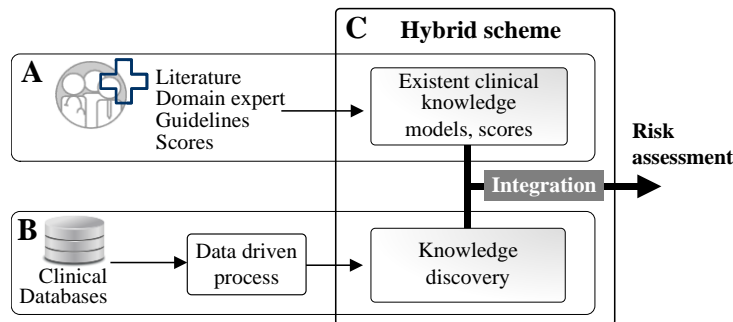 C Hybrid scheme
A
Literature
Domain expert
Guidelines
Scores
Existent clinical
knowledge
models, scores
Risk
assessment
Integration
B
Clinical
Databases
Data driven
process
Knowledge
discovery